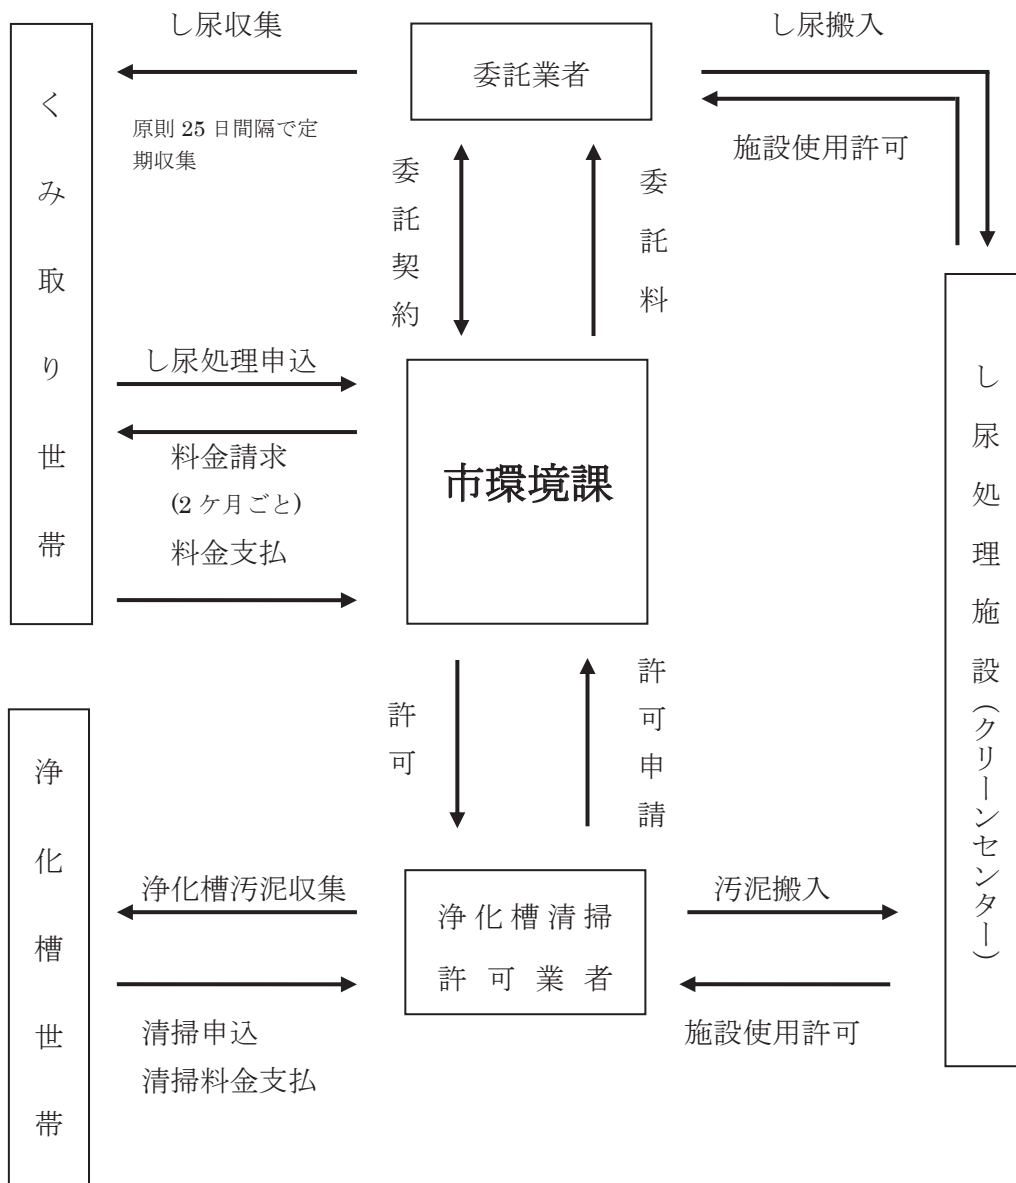 し尿収集
委託業者
し尿搬入
くみ取り世帯
原則 25 日間隔で定
期収集
施設使用許可
委託契約
委託料
し尿処理申込
料金請求
(2 ケ月ごと)
料金支払
市環境課
し尿処理施設(クリーンセンター)
許可
許可申請
浄化槽世帯
浄化槽汚泥収集
浄化槽清掃
許可業者
汚泥搬入
清掃申込
清掃料金支払
施設使用許可